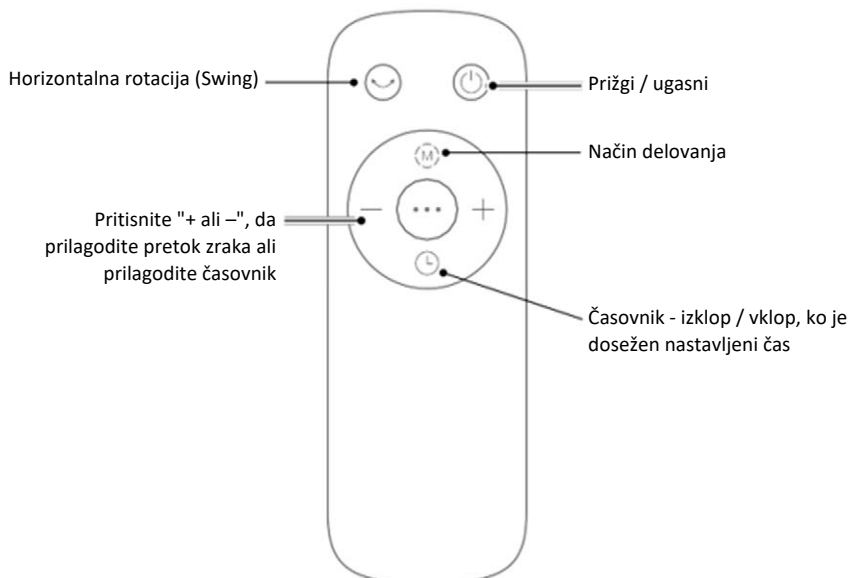 Horizontalna rotacija (Swing)
Prižgi / ugasni
M
Način delovanja
Pritisnite "+ ali –", da
prilagodite pretok zraka ali
prilagodite časovnik
Časovnik - izklop / vklop, ko je
dosežen nastavljeni čas